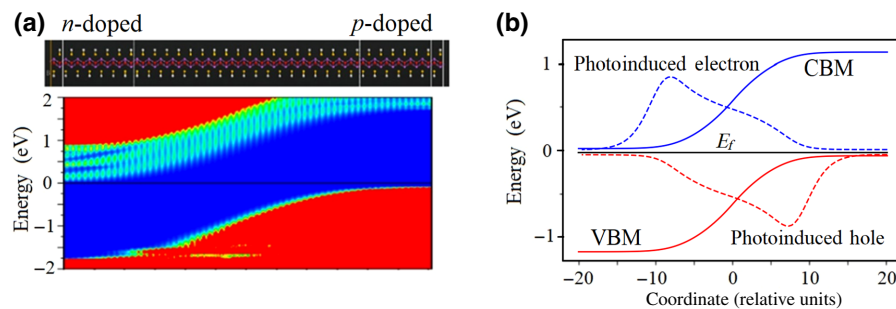 (a)
n-doped
p-doped
Energy (eV)
2
1
0
−1
−2
(b)
Photoinduced electron
CBM
E_f
VBM
Photoinduced hole
Energy (eV)
1
0
−1
−20
−10
0
10
20
Coordinate (relative units)